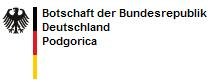 Botschaft der Bundesrepublik
Deutschland
Podgorica